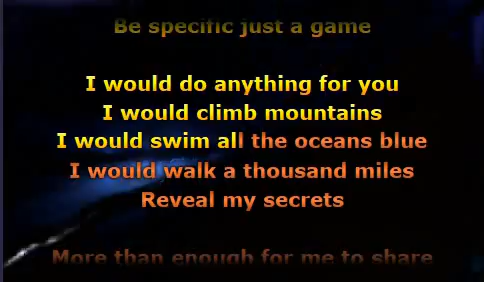 Be specific just a game
I would do anything for you
I would climb mountains
I would swim all the oceans blue
I would walk a thousand miles
Reveal my secrets
More than enough for me to share